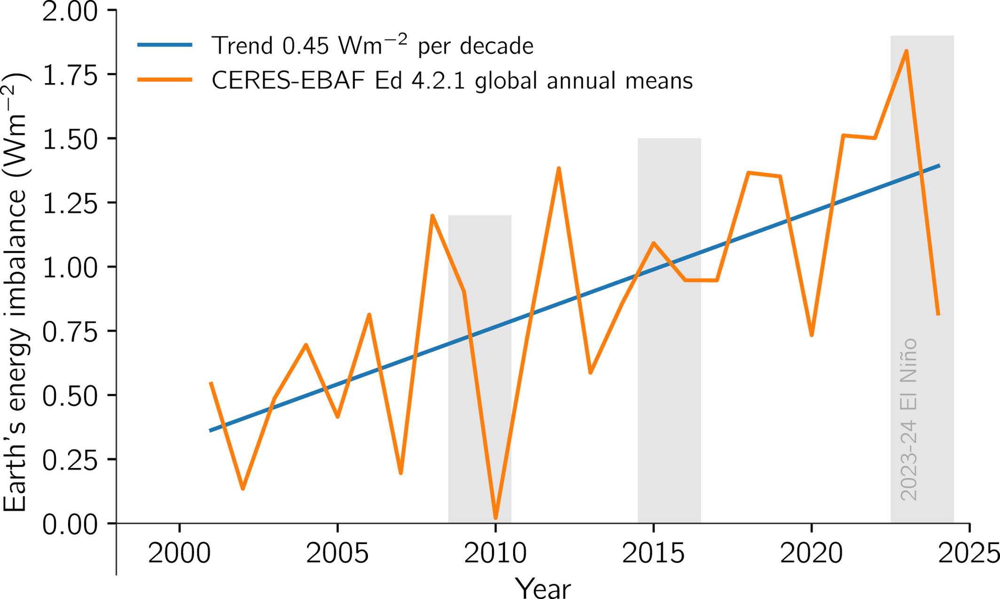 Trend 0.45 Wm⁻² per decade
CERES-EBAF Ed 4.2.1 global annual means
Earth's energy imbalance (Wm⁻²)
2.00
1.75
1.50
1.25
1.00
0.75
0.50
0.25
0.00
2023-24 El Niño
2000 2005 2010 2015 2020 2025
Year